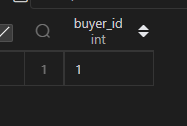 buyer_id
int
1 1